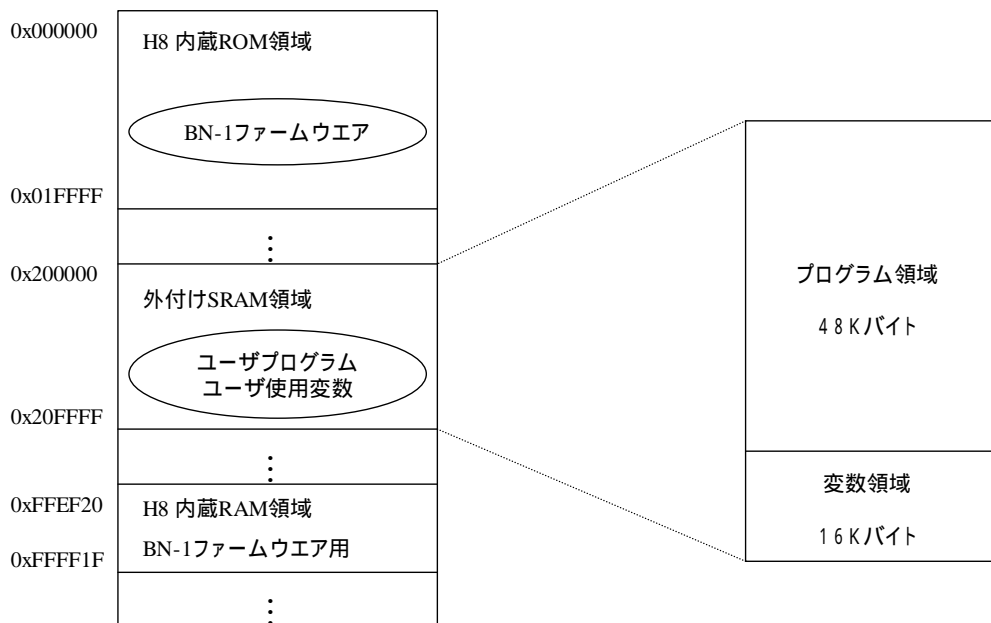 0x000000
H8 内蔵ROM領域
BN-1ファームウエア
0x01FFFF
⋮
0x200000
外付けSRAM領域
ユーザプログラム
ユーザ使用変数
0x20FFFF
⋮
0xFFEF20
H8 内蔵RAM領域
BN-1ファームウエア用
0xFFFF1F
⋮
プログラム領域
48Kバイト
変数領域
16Kバイト